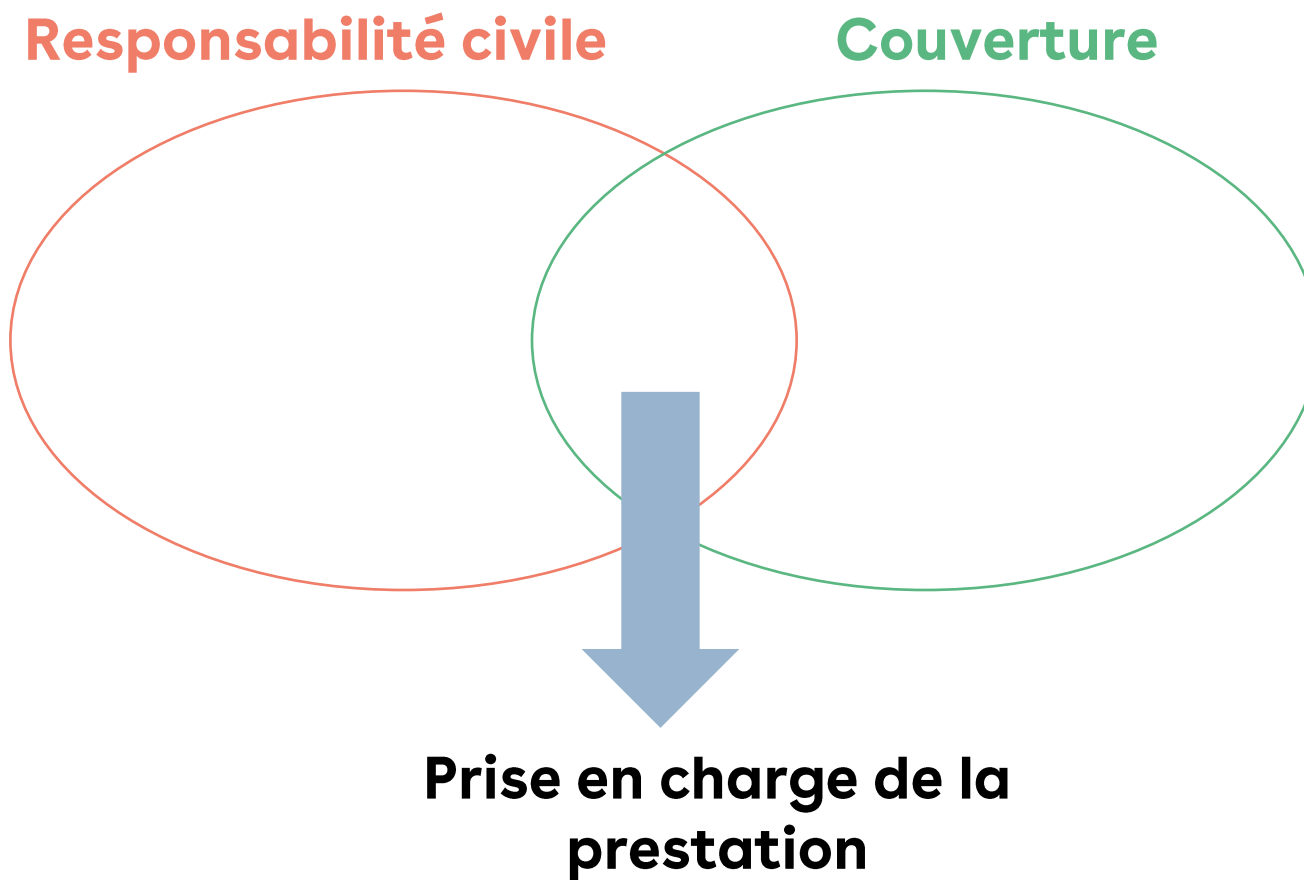 Responsabilité civile
Couverture
Prise en charge de la
prestation